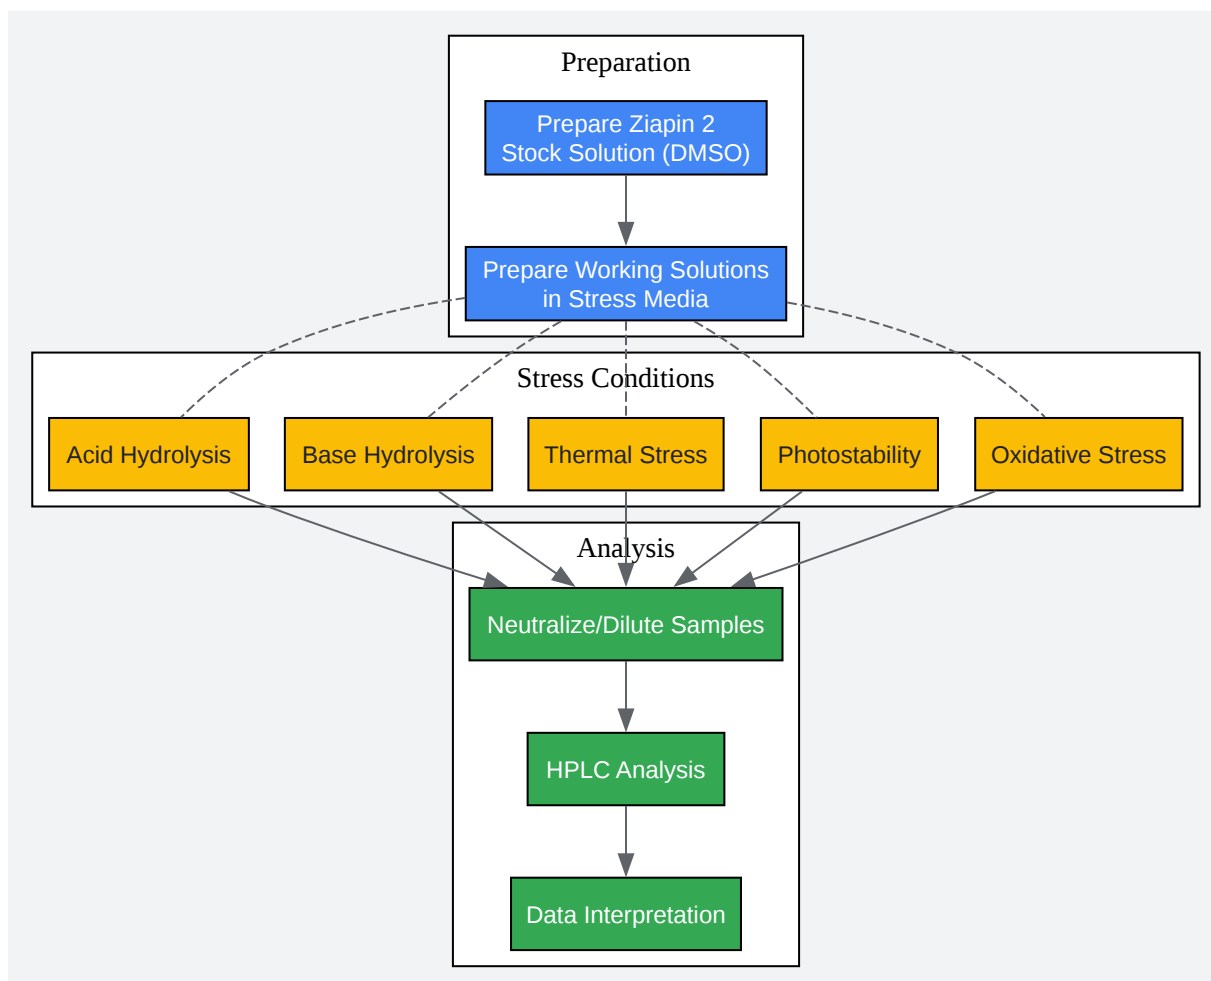 Preparation
Prepare Ziapin 2
Stock Solution (DMSO)
Prepare Working Solutions
in Stress Media
Stress Conditions
Acid Hydrolysis
Base Hydrolysis
Thermal Stress
Photostability
Oxidative Stress
Analysis
Neutralize/Dilute Samples
HPLC Analysis
Data Interpretation